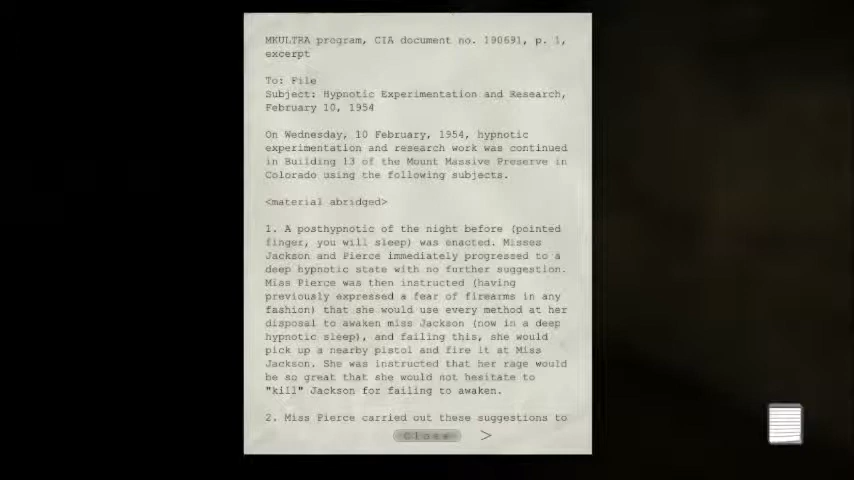 MKULTRA program, CIA document no. 190691, p. 1,
excerpt
To: File
Subject: Hypnotic Experimentation and Research,
February 10, 1954
On Wednesday, 10 February, 1954, hypnotic
experimentation and research work was continued
in Building 13 of the Mount Massive Preserve in
Colorado using the following subjects.
<material abridged>
1. A posthypnotic of the night before (pointed
finger, you will sleep) was enacted. Misses
Jackson and Pierce immediately progressed to a
deep hypnotic state with no further suggestion.
Miss Pierce was then instructed (having
previously expressed a fear of firearms in any
fashion) that she would use every method at her
disposal to awaken miss Jackson (now in a deep
hypnotic sleep), and failing this, she would
pick up a nearby pistol and fire it at Miss
Jackson. She was instructed that her rage would
be so great that she would not hesitate to
"kill" Jackson for failing to awaken.
2. Miss Pierce carried out these suggestions to
Close >